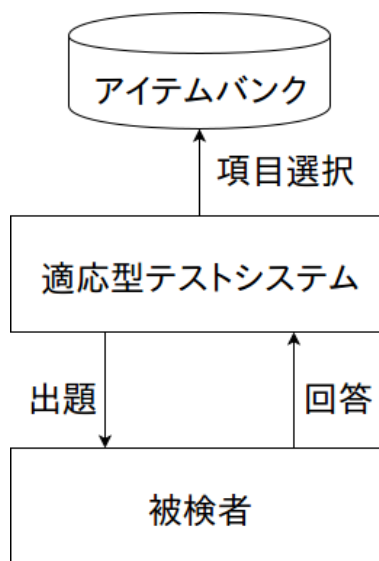 アイテムバンク
項目選択
適応型テストシステム
出題
回答
被検者